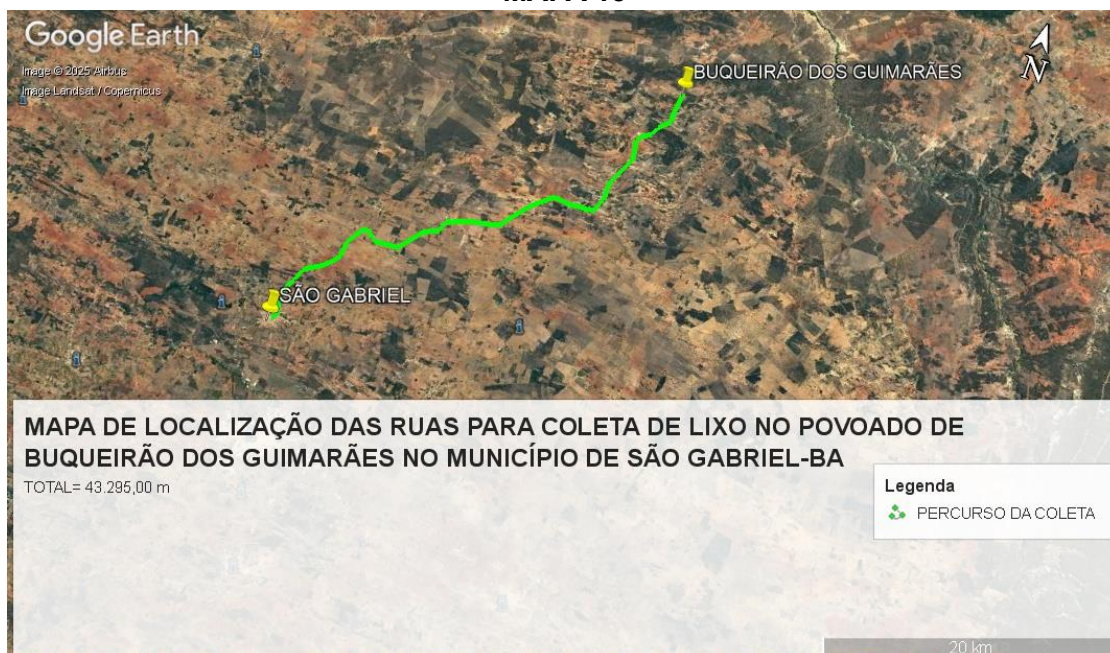 Google Earth
Image © 2025 Airbus
Image Landsat / Copernicus
N
BUQUEIRÃO DOS GUIMARÃES
SÃO GABRIEL
MAPA DE LOCALIZAÇÃO DAS RUAS PARA COLETA DE LIXO NO POVOADO DE
BUQUEIRÃO DOS GUIMARÃES NO MUNICÍPIO DE SÃO GABRIEL-BA
TOTAL= 43.295,00 m
Legenda
PERCURSO DA COLETA
20 km